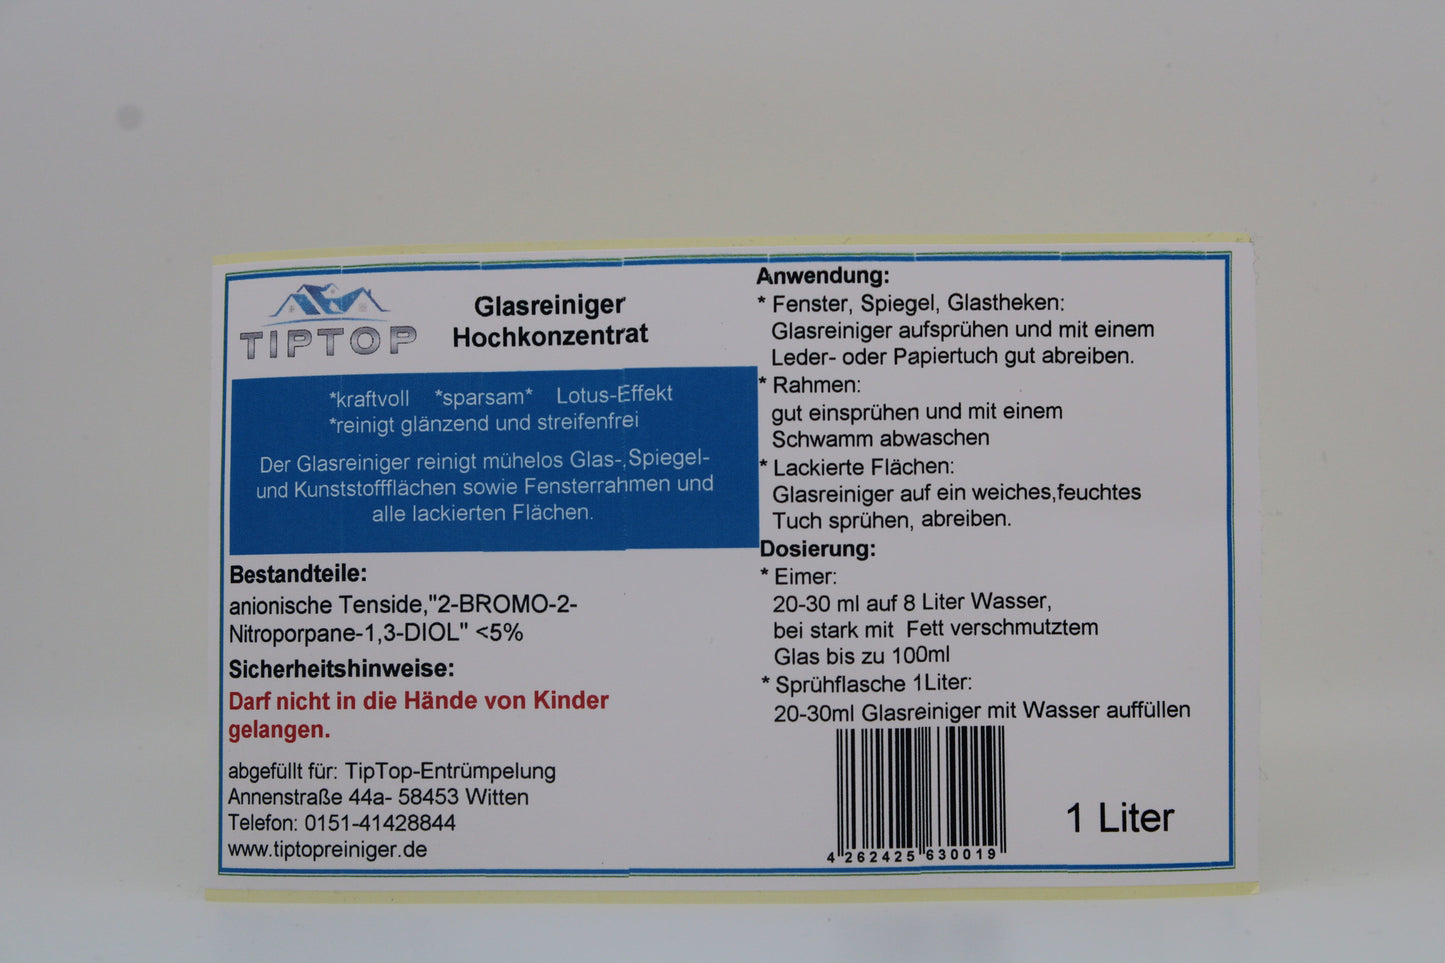 TIPTOP
Glasreiniger
Hochkonzentrat
*kraftvoll *sparsam* Lotus-Effekt
*reinigt glänzend und streifenfrei
Der Glasreiniger reinigt mühelos Glas-,Spiegel-
und Kunststoffflächen sowie Fensterrahmen und
alle lackierten Flächen.
Bestandteile:
anionische Tenside,"2-BROMO-2-
Nitroporpane-1,3-DIOL" <5%
Sicherheitshinweise:
Darf nicht in die Hände von Kinder
gelangen.
abgefüllt für: TipTop-Entrümpelung
Annenstraße 44a- 58453 Witten
Telefon: 0151-41428844
www.tiptopreiniger.de
Anwendung:
* Fenster, Spiegel, Glastheken:
Glasreiniger aufsprühen und mit einem
Leder- oder Papiertuch gut abreiben.
* Rahmen:
gut einsprühen und mit einem
Schwamm abwaschen
* Lackierte Flächen:
Glasreiniger auf ein weiches,feuchtes
Tuch sprühen, abreiben.
Dosierung:
* Eimer:
20-30 ml auf 8 Liter Wasser,
bei stark mit Fett verschmutztem
Glas bis zu 100ml
* Sprühflasche 1Liter:
20-30ml Glasreiniger mit Wasser auffüllen
4 262425 630019
1 Liter